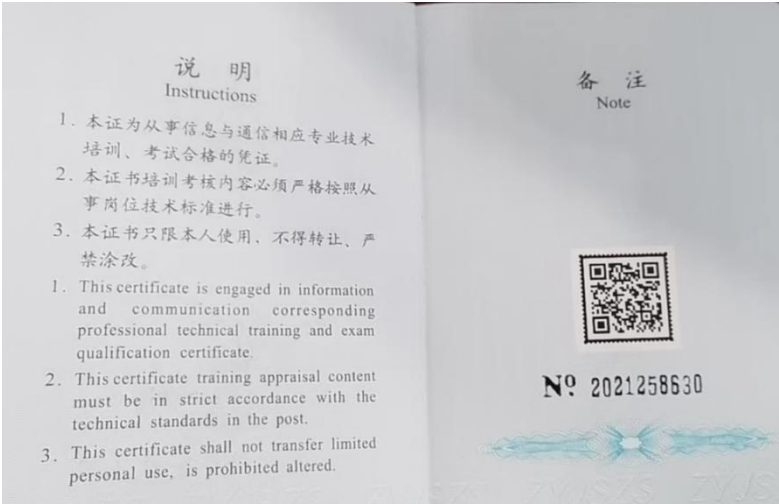 说 明
Instructions
1. 本证为从事信息与通信相应专业技术
培训、考试合格的凭证。
2. 本证书培训考核内容必须严格按照从
事岗位技术标准进行。
3. 本证书只限本人使用、不得转让、严
禁涂改。
1. This certificate is engaged in information
and communication corresponding
professional technical training and exam
qualification certificate.
2. This certificate training appraisal content
must be in strict accordance with the
technical standards in the post.
3. This certificate shall not transfer limited
personal use, is prohibited altered.
备 注
Note
Nº 2021258630